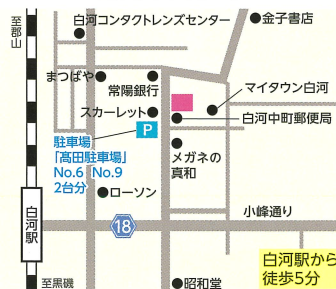 至郡山
白河コンタクトレンズセンター
金子書店
まつばや
常陽銀行
マイタウン白河
スカーレット
白河中町郵便局
P
駐車場
「髙田駐車場」
No.6 No.9
2台分
メガネの
真和
ローソン
白河駅
18
小峰通り
白河駅から
徒歩5分
至黒磯
昭和堂